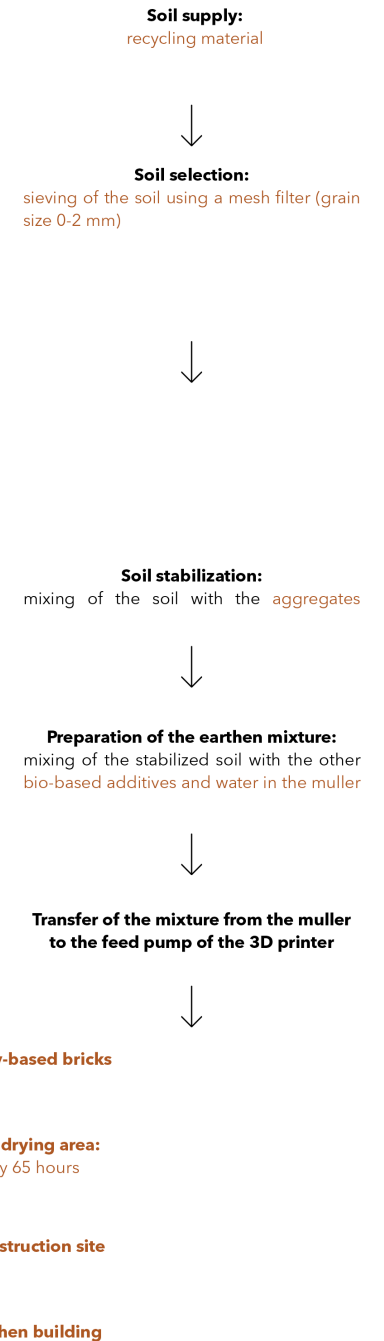 Soil supply:
recycling material
Soil selection:
sieving of the soil using a mesh filter (grain
size 0-2 mm)
Soil stabilization:
mixing of the soil with the aggregates
Preparation of the earthen mixture:
mixing of the stabilized soil with the other
bio-based additives and water in the muller
Transfer of the mixture from the muller
to the feed pump of the 3D printer
-based bricks
drying area:
65 hours
site
building